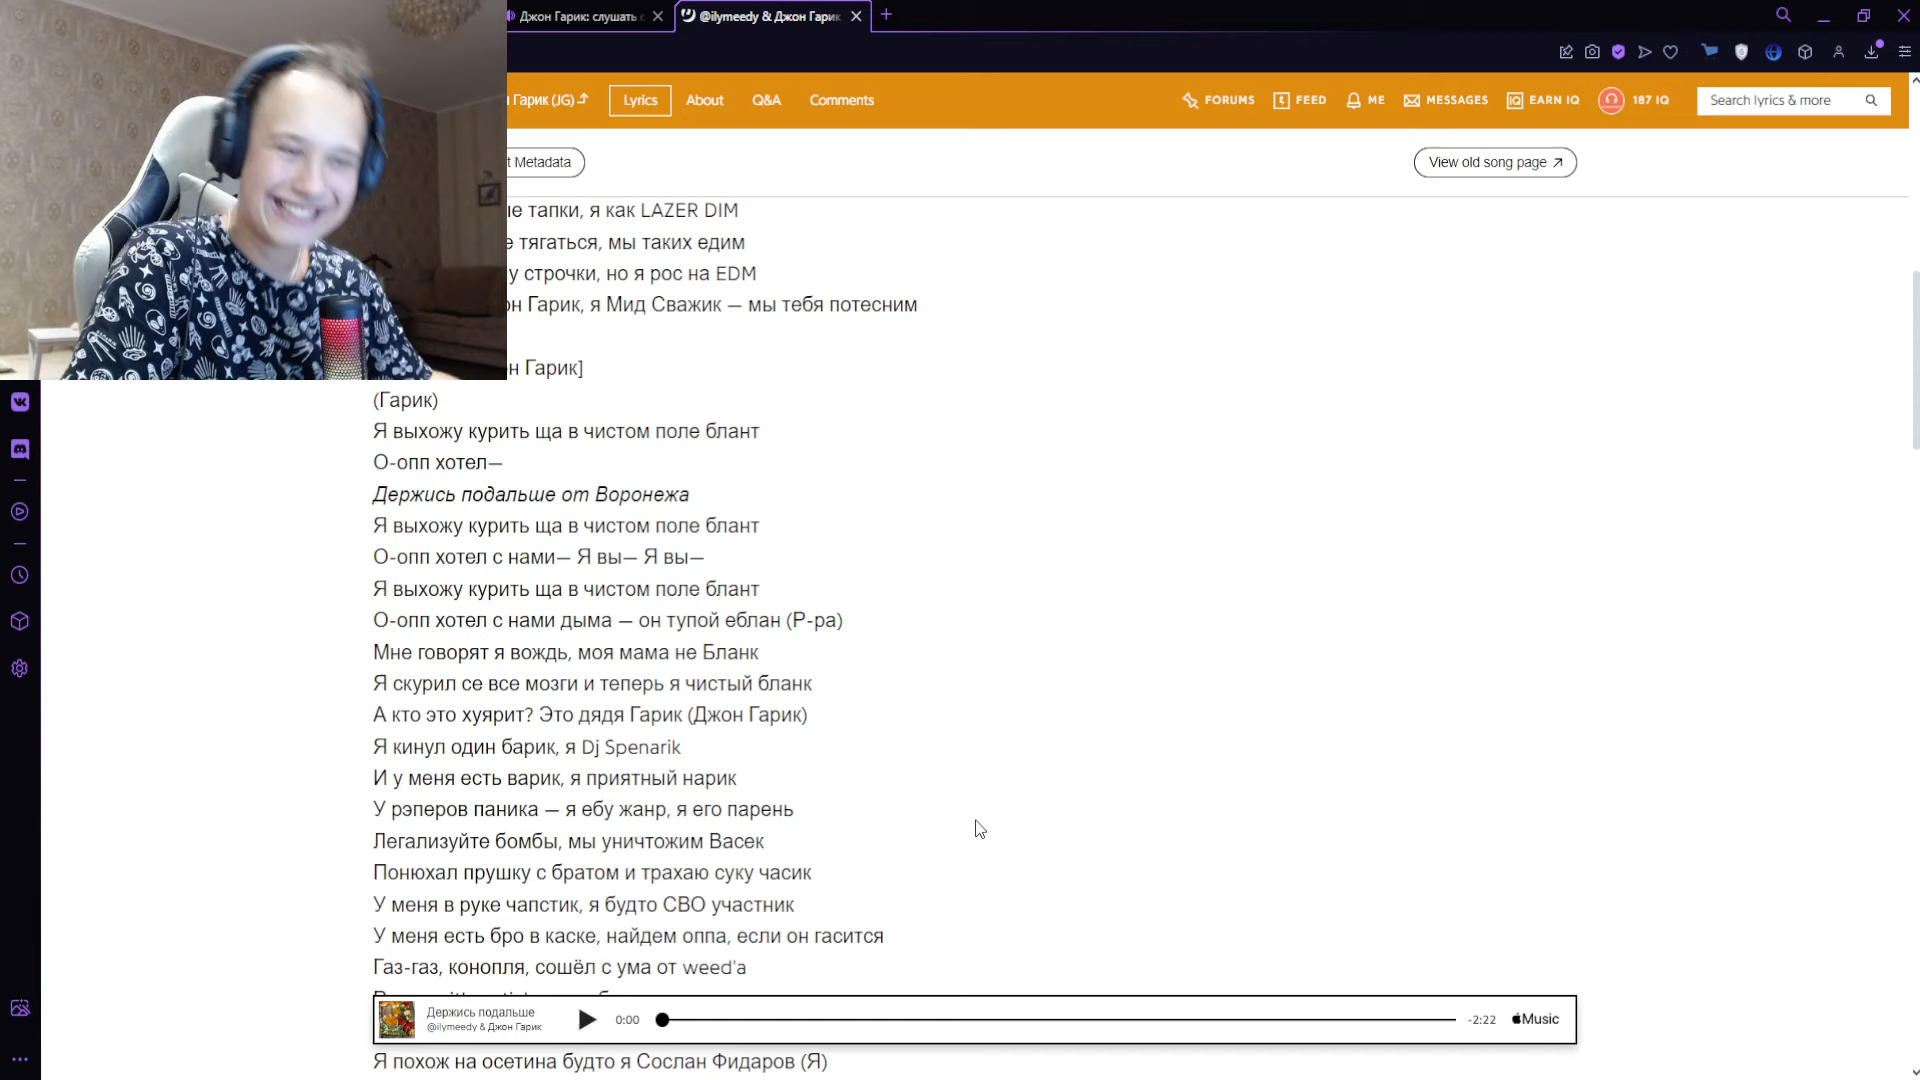 Джон Гарик: слушать
@ilymeedy & Джон Гарик
Гарик (JG)
Lyrics
About
Q&A
Comments
FORUMS
FEED
ME
MESSAGES
EARN IQ
187 IQ
Search lyrics & more
t Metadata
View old song page
е тапки, я как LAZER DIM
е тягаться, мы таких едим
у строчки, но я рос на EDM
он Гарик, я Мид Сважик — мы тебя потесним
он Гарик]
(Гарик)
Я выхожу курить ща в чистом поле блант
О-опп хотел—
Держись подальше от Воронежа
Я выхожу курить ща в чистом поле блант
О-опп хотел с нами— Я вы— Я вы—
Я выхожу курить ща в чистом поле блант
О-опп хотел с нами дыма — он тупой еблан (Р-ра)
Мне говорят я вождь, моя мама не Бланк
Я скурил се все мозги и теперь я чистый бланк
А кто это хуярит? Это дядя Гарик (Джон Гарик)
Я кинул один барик, я Dj Spenarik
И у меня есть варик, я приятный нарик
У рэперов паника — я ебу жанр, я его парень
Легализуйте бомбы, мы уничтожим Васек
Понюхал прушку с братом и трахаю суку часик
У меня в руке чапстик, я будто СВО участник
У меня есть бро в каске, найдем оппа, если он гасится
Газ-газ, конопля, сошёл с ума от weed'a
Держись подальше
@ilymeedy & Джон Гарик
0:00
-2:22
Music
Я похож на осетина будто я Сослан Фидаров (Я)